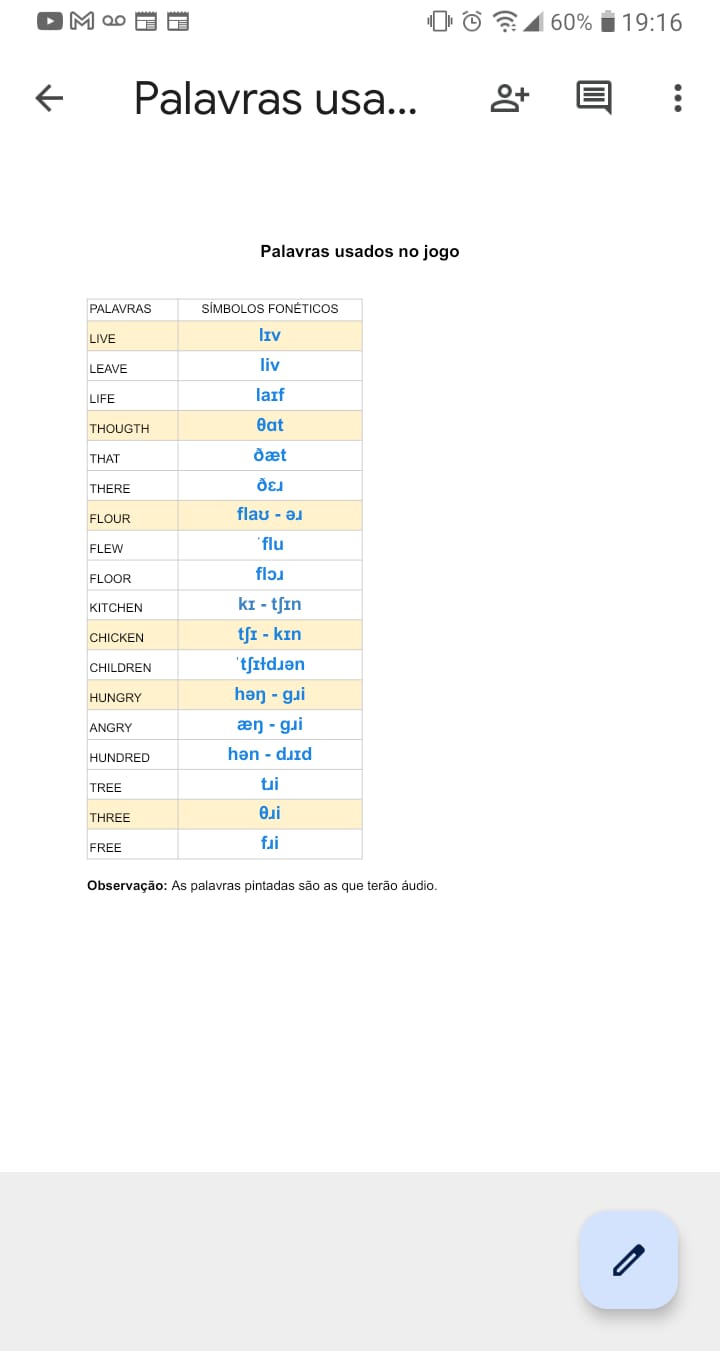 60% 19:16
Palavras usa...
Palavras usados no jogo
PALAVRAS SÍMBOLOS FONÉTICOS
LIVE lɪv
LEAVE liv
LIFE laɪf
THOUGTH θɑt
THAT ðæt
THERE ðɛɹ
FLOUR flaʊ - əɹ
FLEW ˈflu
FLOOR flɔɹ
KITCHEN kɪ - tʃɪn
CHICKEN tʃɪ - kɪn
CHILDREN ˈtʃɪɫdɹən
HUNGRY həŋ - gɹi
ANGRY æŋ - gɹi
HUNDRED hən - dɹɪd
TREE tɹi
THREE θɹi
FREE fɹi
Observação: As palavras pintadas são as que terão áudio.